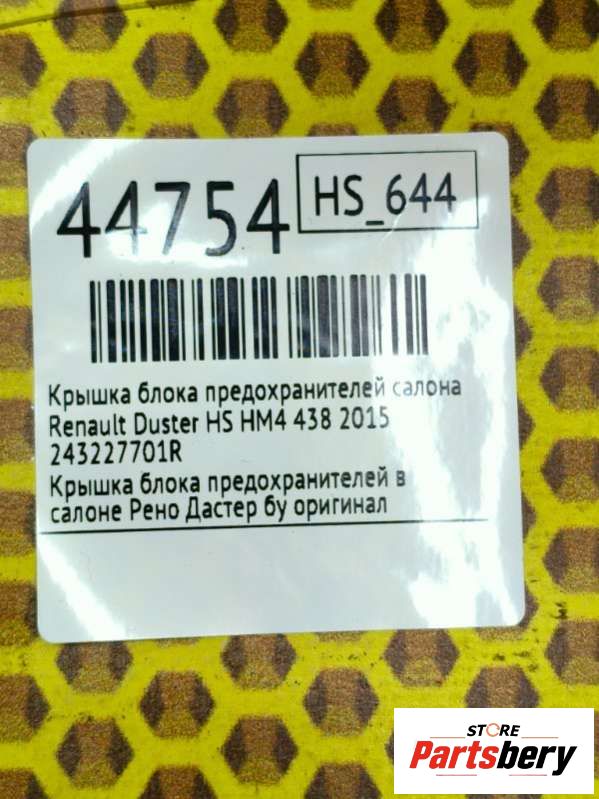 44754
HS_644
Крышка блока предохранителей салона
Renault Duster HS HM4 438 2015
243227701R
Крышка блока предохранителей в
салоне Рено Дастер бу оригинал
STORE
Partsbery